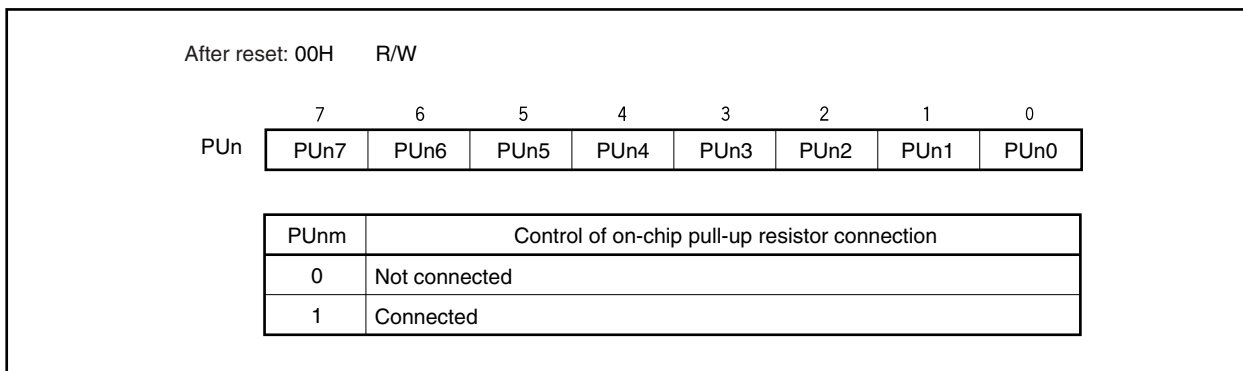 After reset: 00H R/W
7 6 5 4 3 2 1 0
PUn PUn7 PUn6 PUn5 PUn4 PUn3 PUn2 PUn1 PUn0
PUnm Control of on-chip pull-up resistor connection
0 Not connected
1 Connected